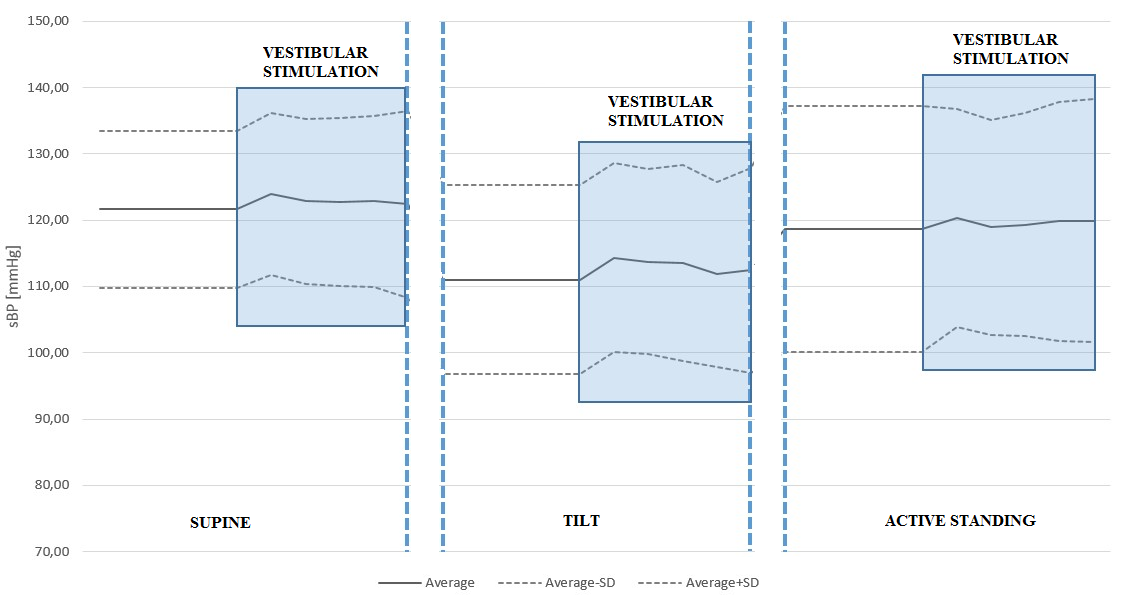 150,00
140,00
130,00
120,00
110,00
100,00
90,00
80,00
70,00
sBP [mmHg]
VESTIBULAR
STIMULATION
VESTIBULAR
STIMULATION
VESTIBULAR
STIMULATION
SUPINE
TILT
ACTIVE STANDING
Average
Average-SD
Average+SD